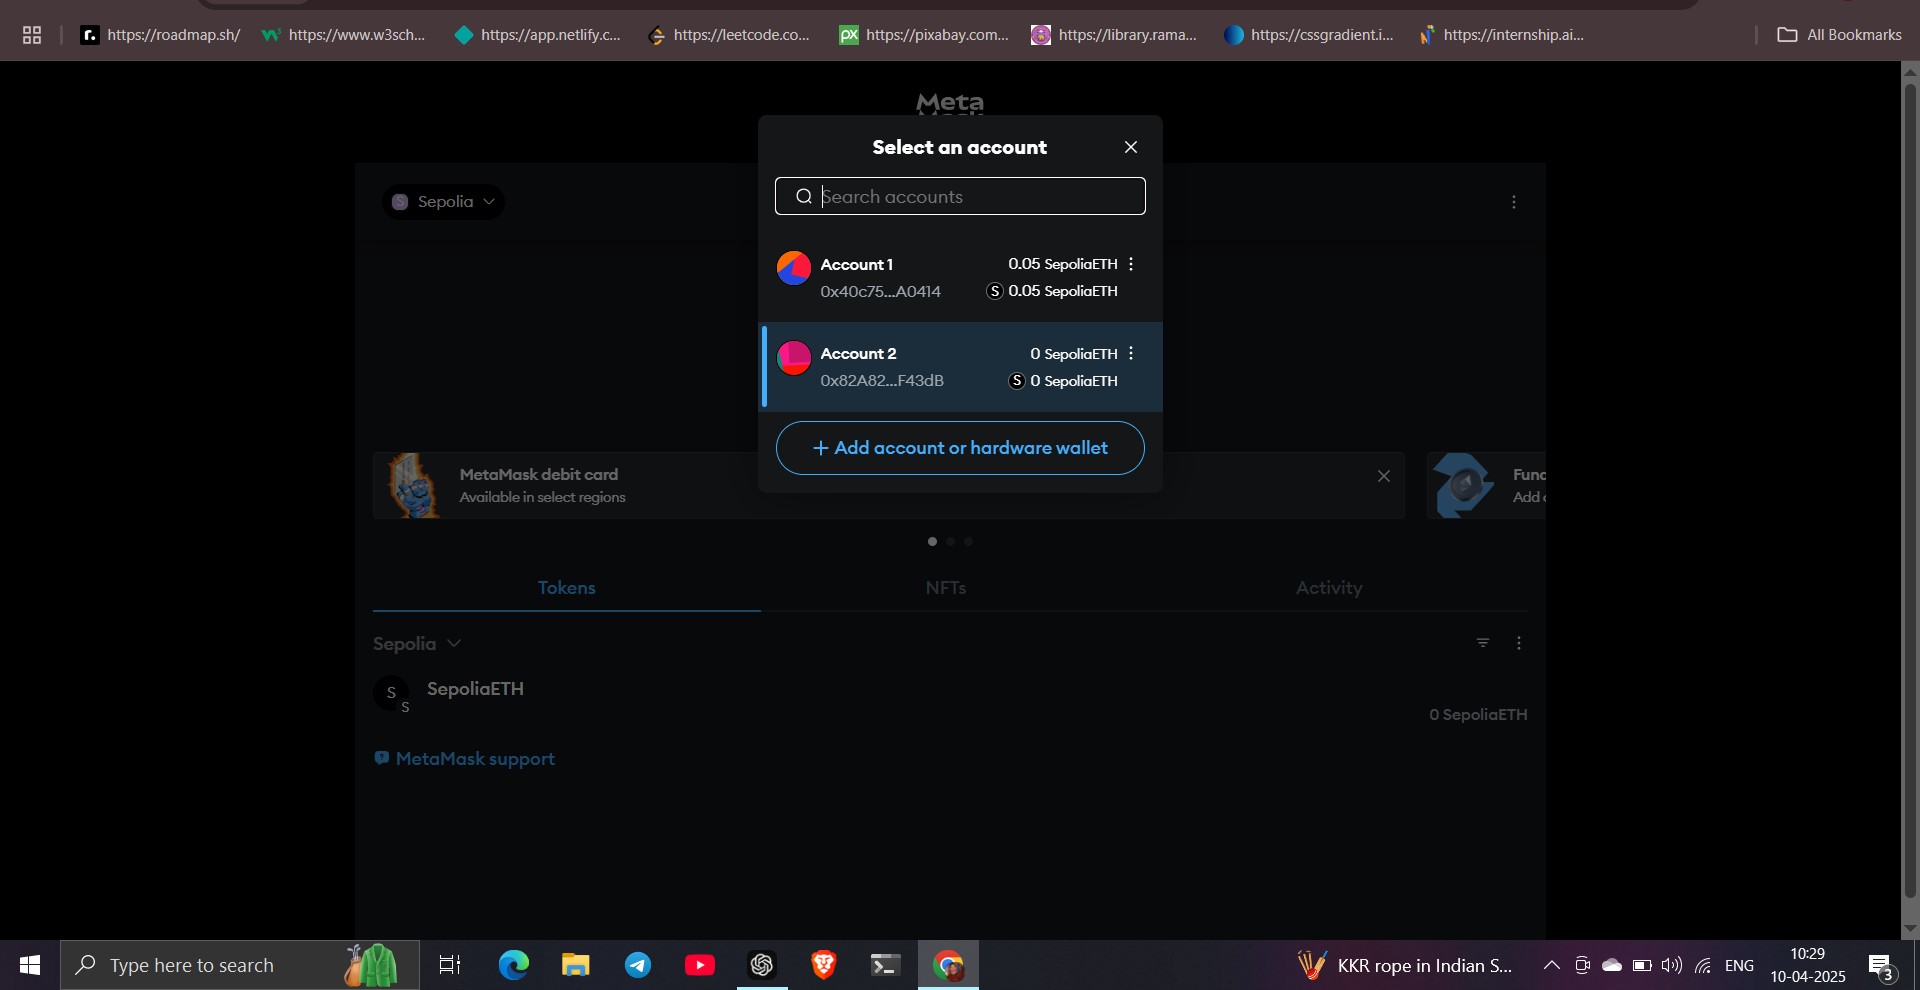 https://roadmap.sh/ https://www.w3sch... https://app.netlify.c... https://leetcode.co... https://pixabay.com... https://library.rama... https://cssgradient.i... https://internship.ai... All Bookmarks
Meta
Select an account
Search accounts
Sepolia
Account 1 0.05 SepoliaETH
0x40c75...A0414 S 0.05 SepoliaETH
Account 2 0 SepoliaETH
0x82A82...F43dB S 0 SepoliaETH
+ Add account or hardware wallet
MetaMask debit card
Available in select regions
Tokens NFTs Activity
Sepolia
S S SepoliaETH
0 SepoliaETH
MetaMask support
Type here to search KKR rope in Indian S... ENG 10:29
10-04-2025 3